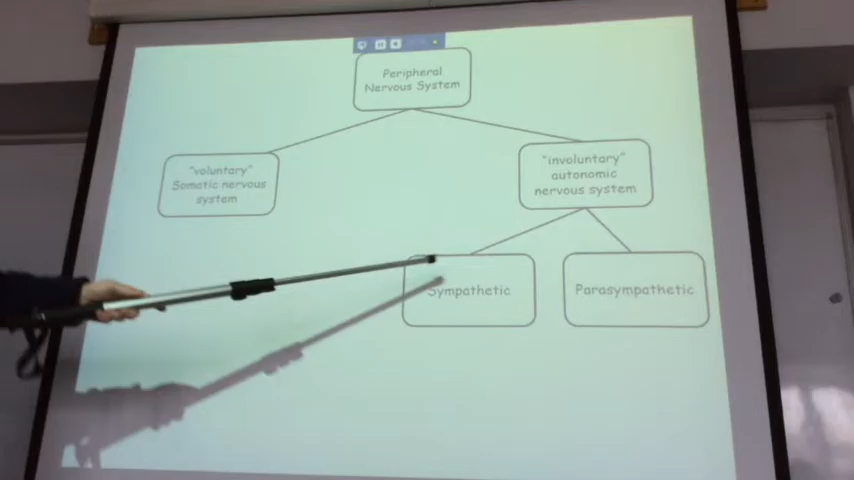 Peripheral
Nervous System
"voluntary"
Somatic nervous
system
"involuntary"
autonomic
nervous system
Sympathetic
Parasympathetic